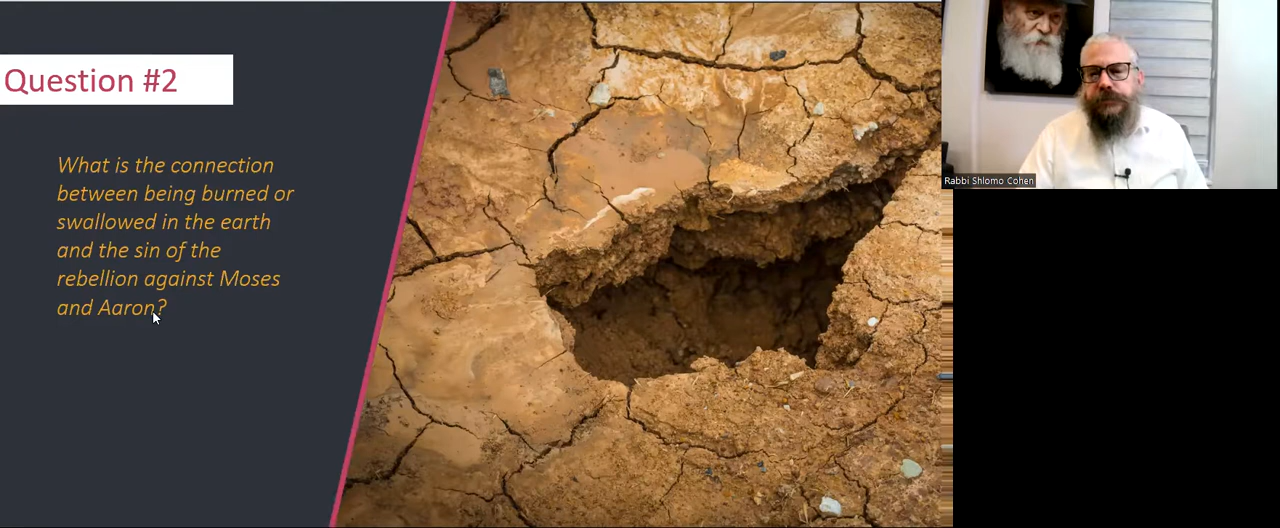 Question #2
What is the connection
between being burned or
swallowed in the earth
and the sin of the
rebellion against Moses
and Aaron?
Rabbi Shlomo Cohen